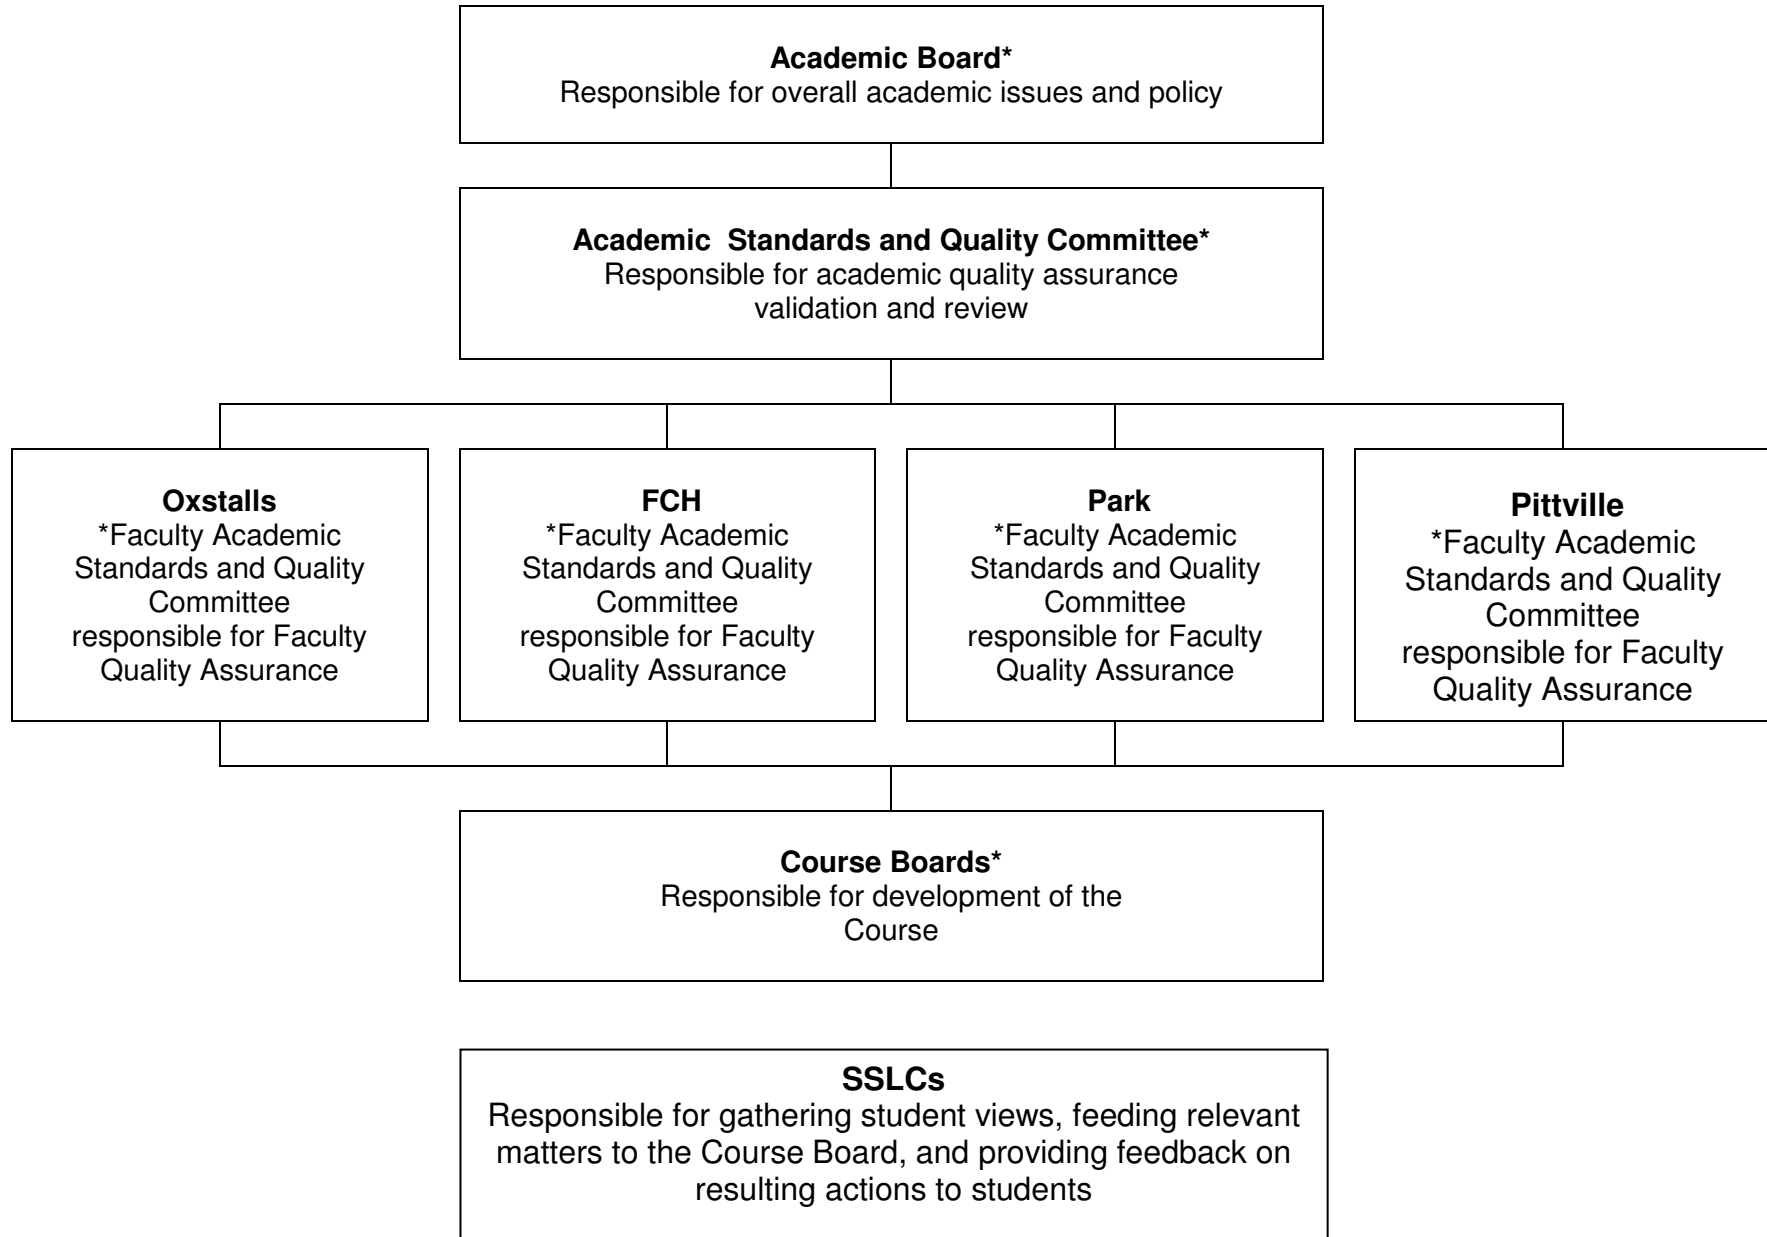 Academic Board*
Responsible for overall academic issues and policy
Academic Standards and Quality Committee*
Responsible for academic quality assurance
validation and review
Oxstalls
*Faculty Academic
Standards and Quality
Committee
responsible for Faculty
Quality Assurance
FCH
*Faculty Academic
Standards and Quality
Committee
responsible for Faculty
Quality Assurance
Park
*Faculty Academic
Standards and Quality
Committee
responsible for Faculty
Quality Assurance
Pittville
*Faculty Academic
Standards and Quality
Committee
responsible for Faculty
Quality Assurance
Course Boards*
Responsible for development of the
Course
SSLCs
Responsible for gathering student views, feeding relevant
matters to the Course Board, and providing feedback on
resulting actions to students